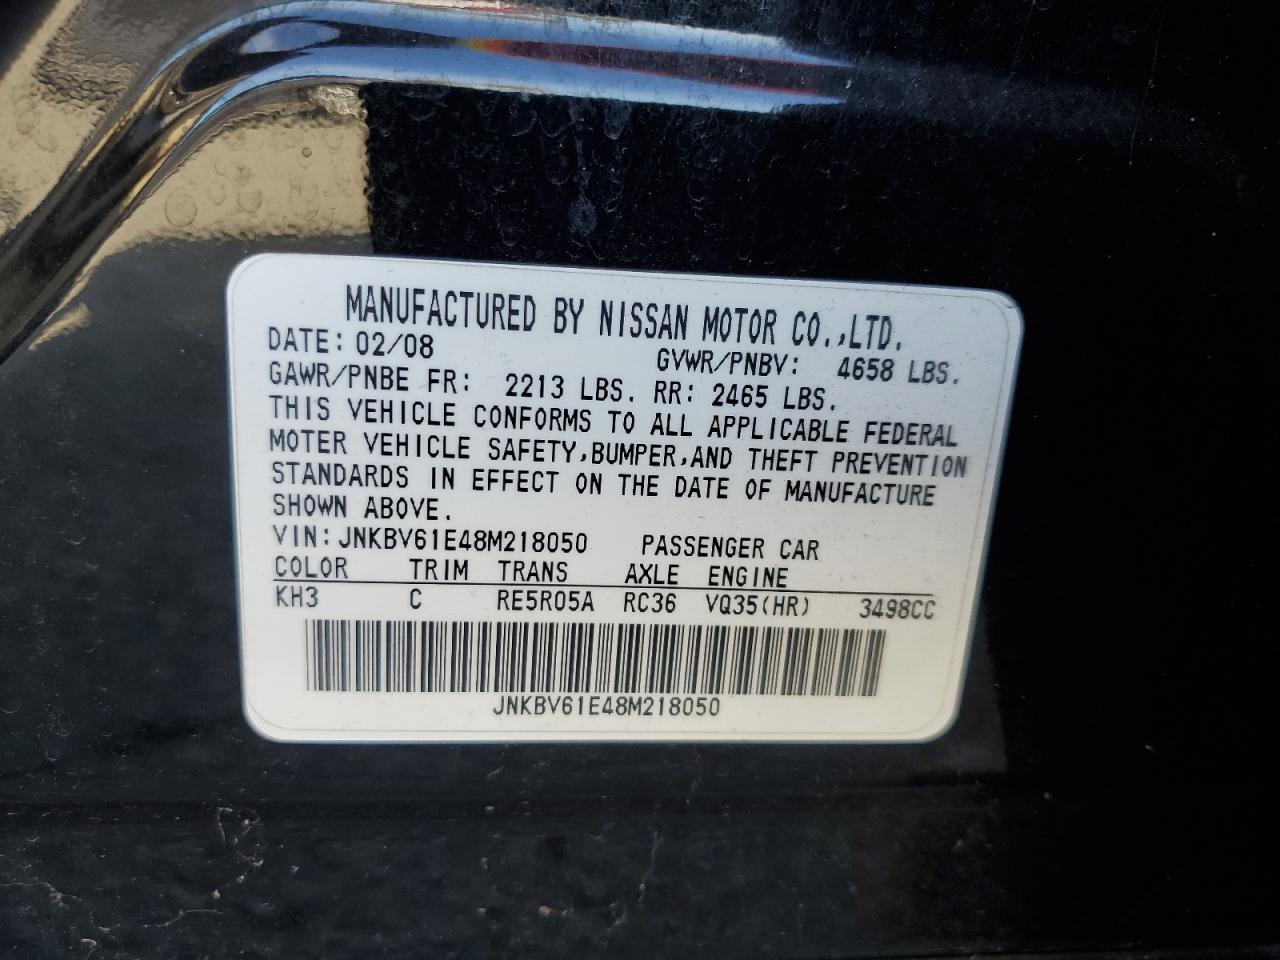 MANUFACTURED BY NISSAN MOTOR CO.,LTD.
DATE: 02/08 GVWR/PNBV: 4658 LBS.
GAWR/PNBE FR: 2213 LBS. RR: 2465 LBS.
THIS VEHICLE CONFORMS TO ALL APPLICABLE FEDERAL
MOTER VEHICLE SAFETY,BUMPER,AND THEFT PREVENTION
STANDARDS IN EFFECT ON THE DATE OF MANUFACTURE
SHOWN ABOVE.
VIN:JNKBV61E48M218050 PASSENGER CAR
COLOR TRIM TRANS AXLE ENGINE
KH3 C RE5R05A RC36 VQ35(HR) 3498CC
JNKBV61E48M218050